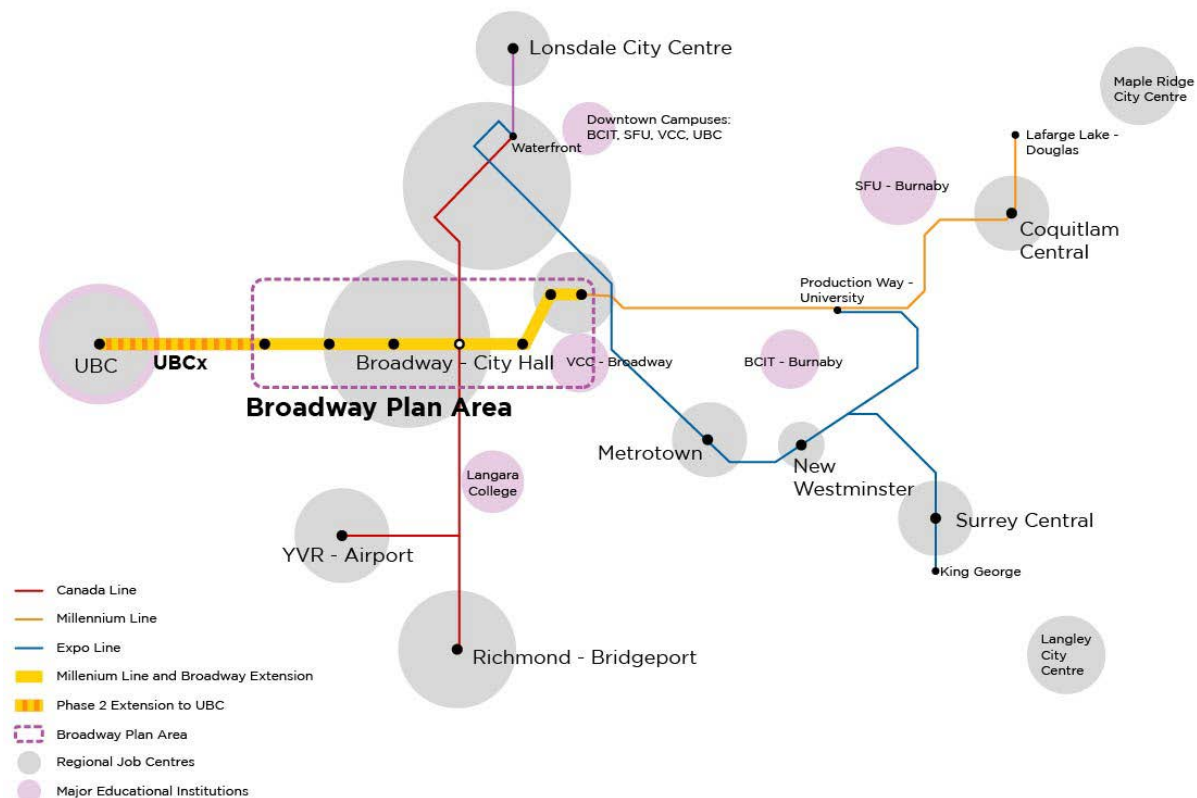 Lonsdale City Centre
Maple Ridge
City Centre
Downtown Campuses:
BCIT, SFU, VCC, UBC
Waterfront
Lafarge Lake -
Douglas
SFU - Burnaby
Coquitlam
Central
Production Way -
University
UBC
UBCx
Broadway - City Hall
VCC - Broadway
BCIT - Burnaby
Broadway Plan Area
Metrotown
New
Westminster
Langara
College
Surrey Central
YVR - Airport
King George
Richmond - Bridgeport
Langley
City
Centre
Canada Line
Millennium Line
Expo Line
Millenium Line and Broadway Extension
Phase 2 Extension to UBC
Broadway Plan Area
Regional Job Centres
Major Educational Institutions